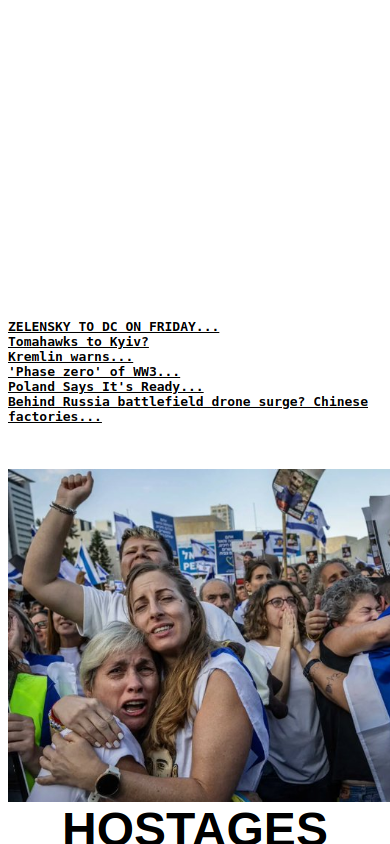 ZELENSKY TO DC ON FRIDAY...
Tomahawks to Kyiv?
Kremlin warns...
'Phase zero' of WW3...
Poland Says It's Ready...
Behind Russia battlefield drone surge? Chinese
factories...
HOSTAGES